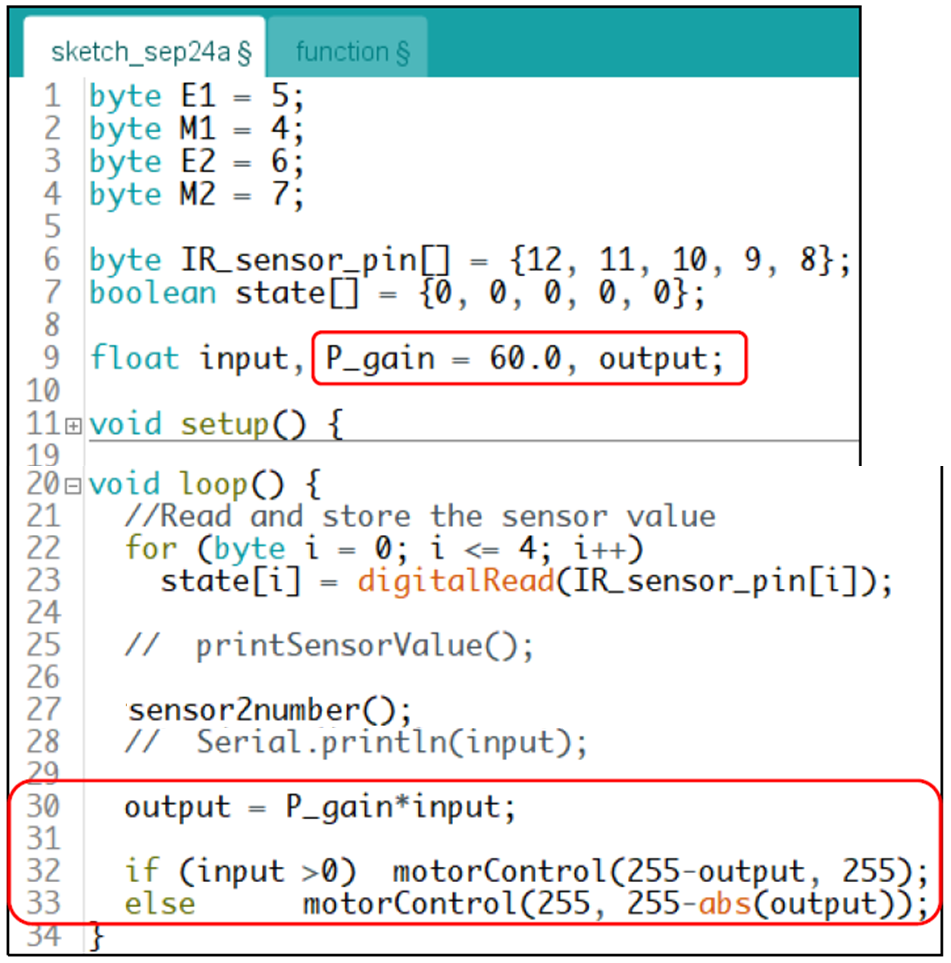 sketch_sep24a § function §
1 byte E1 = 5;
2 byte M1 = 4;
3 byte E2 = 6;
4 byte M2 = 7;
5
6 byte IR_sensor_pin[] = {12, 11, 10, 9, 8};
7 boolean state[] = {0, 0, 0, 0, 0};
8
9 float input, P_gain = 60.0, output;
10
11 void setup() {
19
20 void loop() {
21 //Read and store the sensor value
22 for (byte i = 0; i <= 4; i++)
23 state[i] = digitalRead(IR_sensor_pin[i]);
24
25 // printSensorValue();
26
27 sensor2number();
28 // Serial.println(input);
29
30 output = P_gain*input;
31
32 if (input >0) motorControl(255-output, 255);
33 else motorControl(255, 255-abs(output));
34 }